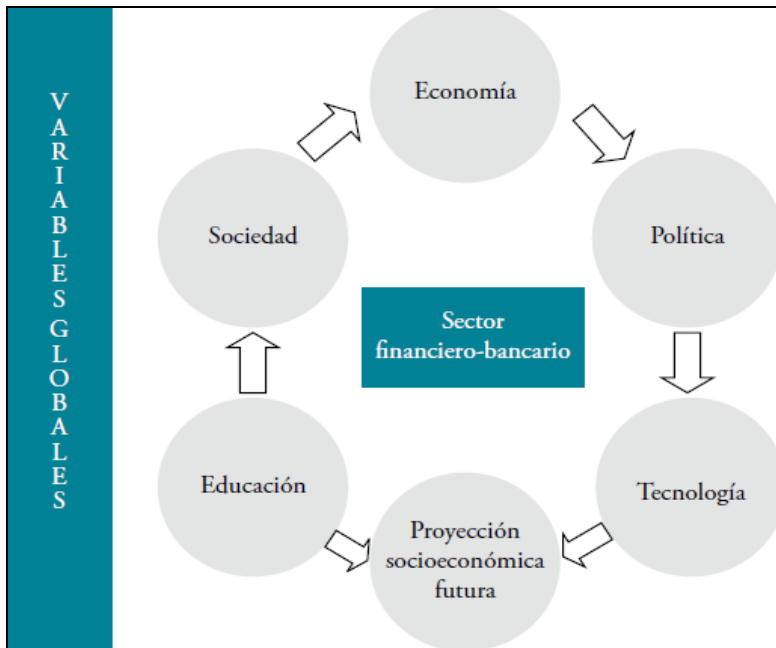 VARIABLES GLOBALES
Economía
Sociedad
Política
Sector
financiero-bancario
Educación
Tecnología
Proyección
socioeconómica
futura